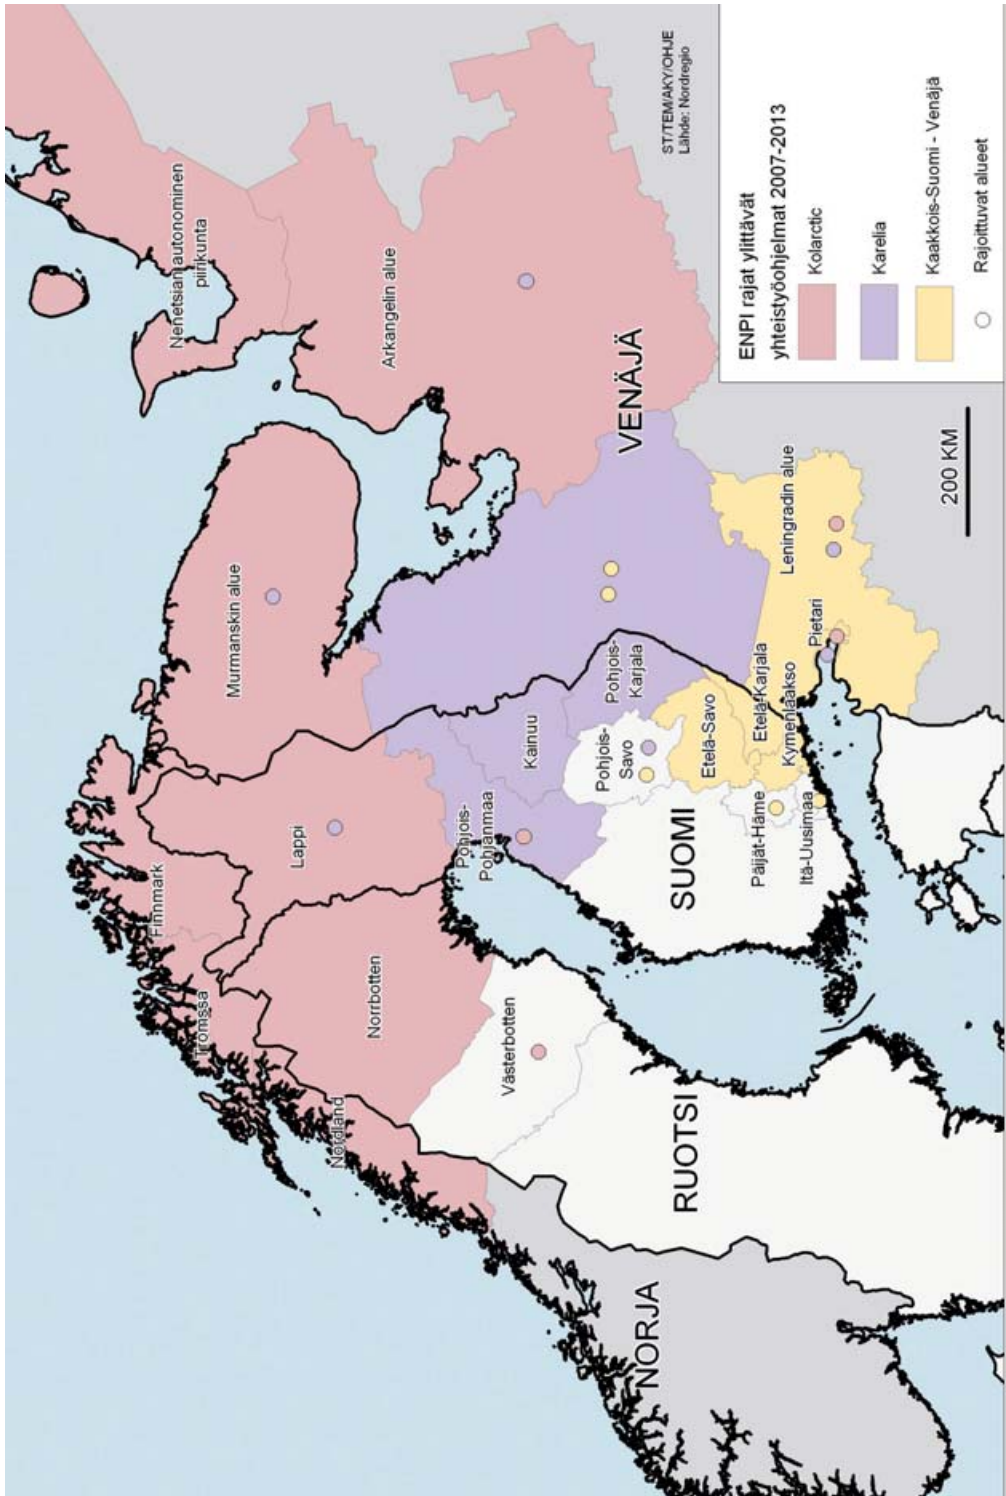 Nenetsian autonominen
piirikunta
Arkangelin alue
Murmanskin alue
Finnmark
Tromssa
Nordland
Lappi
Norrbotten
Västerbotten
Pohjois-
Pohjanmaa
Kainuu
Pohjois-
Karjala
Pohjois-
Savo
Etelä-Savo
Etelä-Karjala
Kymenlaakso
Päijät-Häme
Itä-Uusimaa
Pietari
Leningradin alue
VENÄJÄ
SUOMI
RUOTSI
NORJA
200 KM
ST/TEM/AKY/OHJE
Lähde: Nordregio
ENPI rajat ylittävät
yhteistyöohjelmat 2007-2013
Kolarctic
Karelia
Kaakkois-Suomi - Venäjä
Rajoittuvat alueet